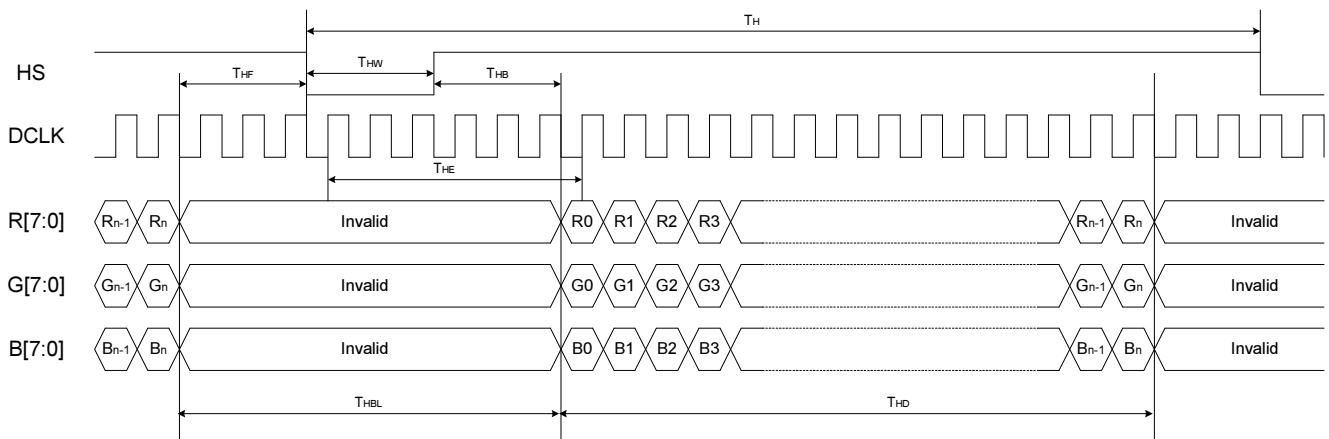 TH
HS
THF
THW
THB
DCLK
THE
R[7:0] Rn-1 Rn Invalid R0 R1 R2 R3 Rn-1 Rn Invalid
G[7:0] Gn-1 Gn Invalid G0 G1 G2 G3 Gn-1 Gn Invalid
B[7:0] Bn-1 Bn Invalid B0 B1 B2 B3 Bn-1 Bn Invalid
THBL
THD